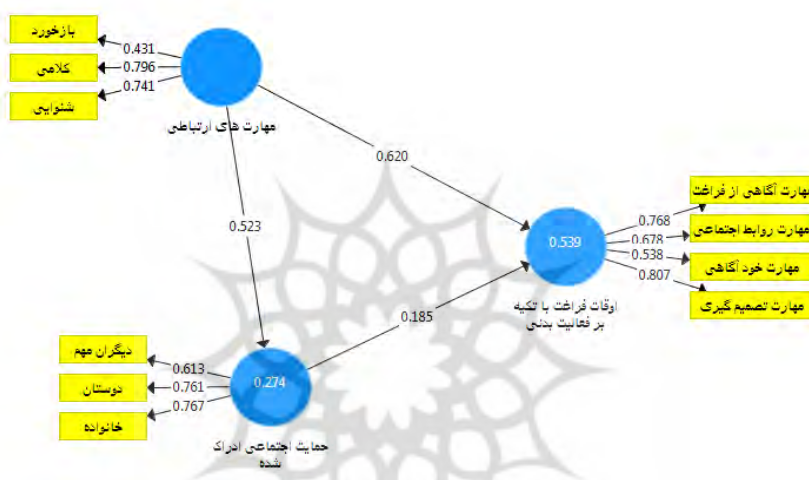 بازخورد
0.431
کلامی
0.796
شنوایی
0.741
مهارت های ارتباطی
0.620
0.523
مهارت آگاهی از فراغت
0.768
مهارت روابط اجتماعی
0.678
مهارت خود آگاهی
0.538
مهارت تصمیم گیری
0.807
0.539
اوقات فراغت با تکیه
بر فعالیت بدنی
0.185
دیگران مهم
0.613
دوستان
0.761
خانواده
0.767
0.274
حمایت اجتماعی ادراک
شده